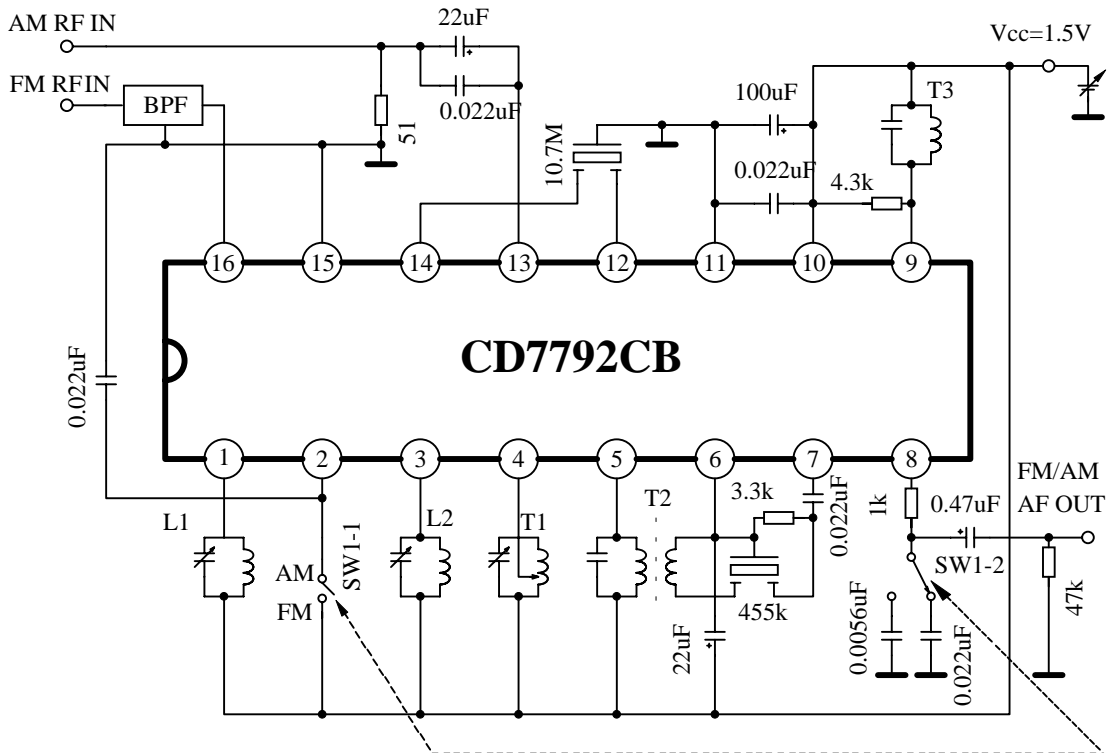 AM RF IN
22uF
Vcc=1.5V
FM RFIN
BPF
0.022uF
51
10.7M
100uF
T3
0.022uF
4.3k
16
15
14
13
12
11
10
9
0.022uF
CD7792CB
1
2
3
4
5
6
7
8
L1
SW1-1
L2
T1
T2
3.3k
0.022uF
1k
0.47uF
FM/AM
AF OUT
AM
FM
455k
SW1-2
22uF
0.0056uF
0.022uF
47k